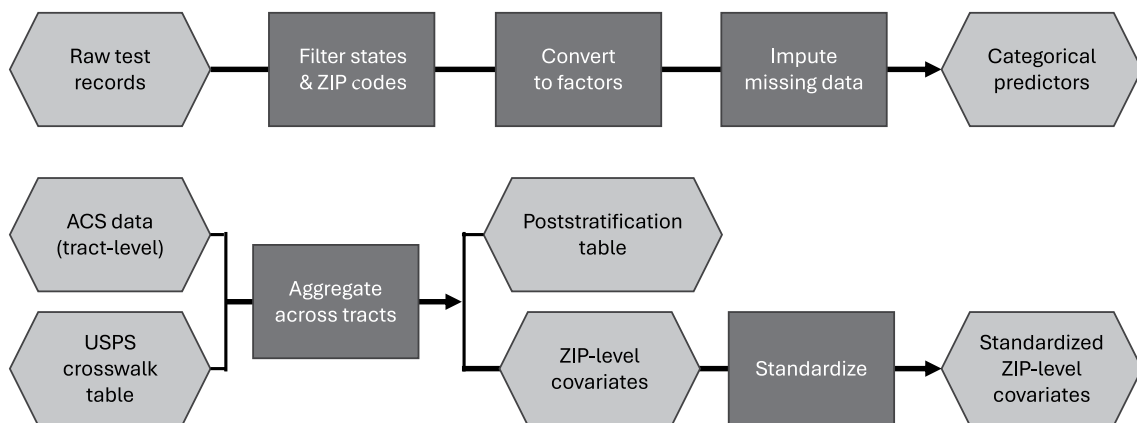 Raw test
records
Filter states
& ZIP codes
Convert
to factors
Impute
missing data
Categorical
predictors
ACS data
(tract-level)
USPS
crosswalk
table
Aggregate
across tracts
Poststratification
table
ZIP-level
covariates
Standardize
Standardized
ZIP-level
covariates